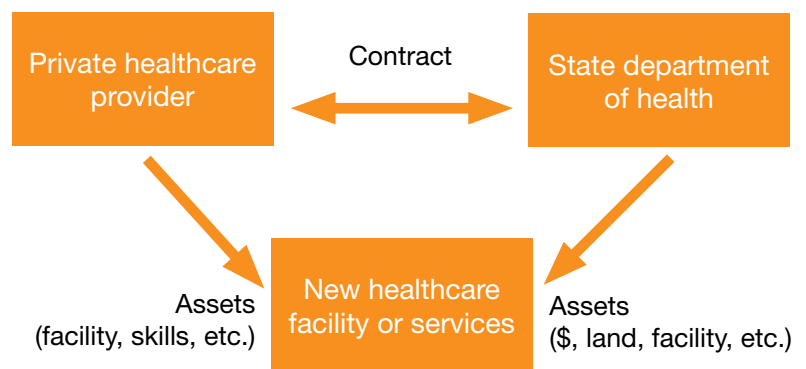 Private healthcare
provider
Contract
State department
of health
New healthcare
facility or services
Assets
(facility, skills, etc.)
Assets
($, land, facility, etc.)